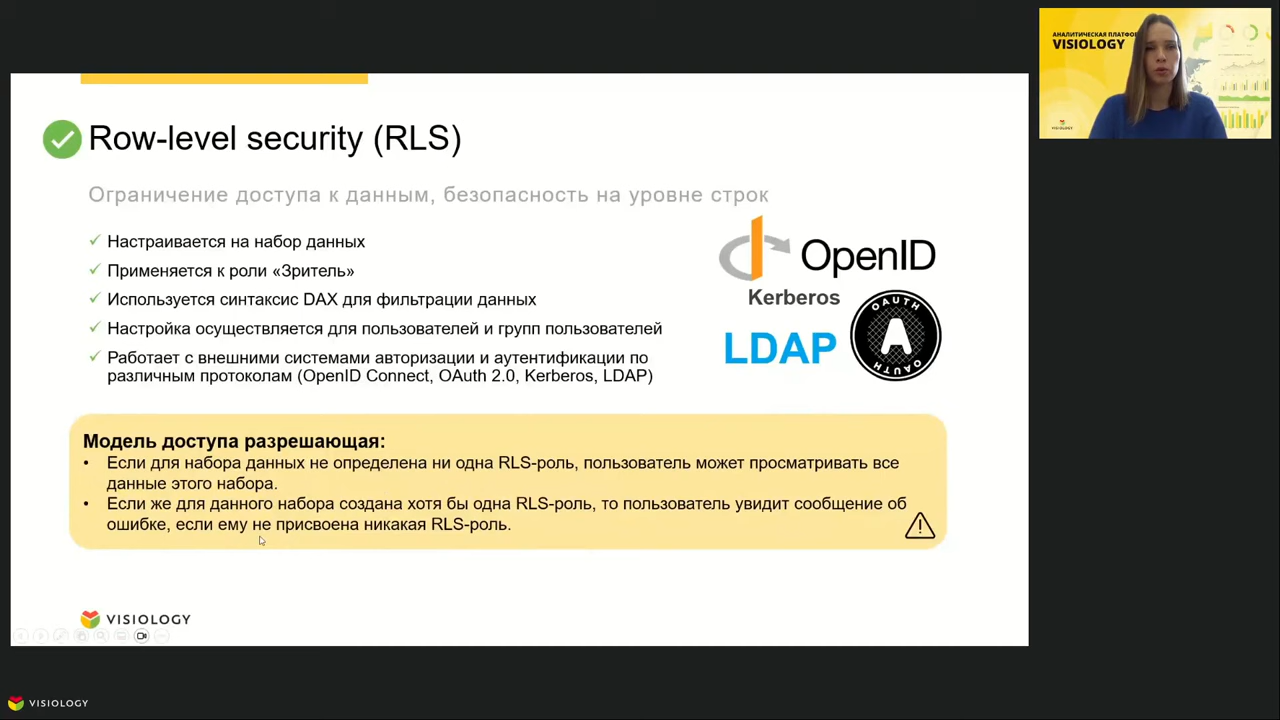 АНАЛИТИЧЕСКАЯ ПЛАТФОР
VISIOLOGY
VISIOLOGY
Row-level security (RLS)
Ограничение доступа к данным, безопасность на уровне строк
Настраивается на набор данных
Применяется к роли «Зритель»
Используется синтаксис DAX для фильтрации данных
Настройка осуществляется для пользователей и групп пользователей
Работает с внешними системами авторизации и аутентификации по
различным протоколам (OpenID Connect, OAuth 2.0, Kerberos, LDAP)
OpenID
Kerberos
LDAP
OAUTH
A
OAUTH
Модель доступа разрешающая:
• Если для набора данных не определена ни одна RLS-роль, пользователь может просматривать все
данные этого набора.
• Если же для данного набора создана хотя бы одна RLS-роль, то пользователь увидит сообщение об
ошибке, если ему не присвоена никакая RLS-роль.
VISIOLOGY
VISIOLOGY